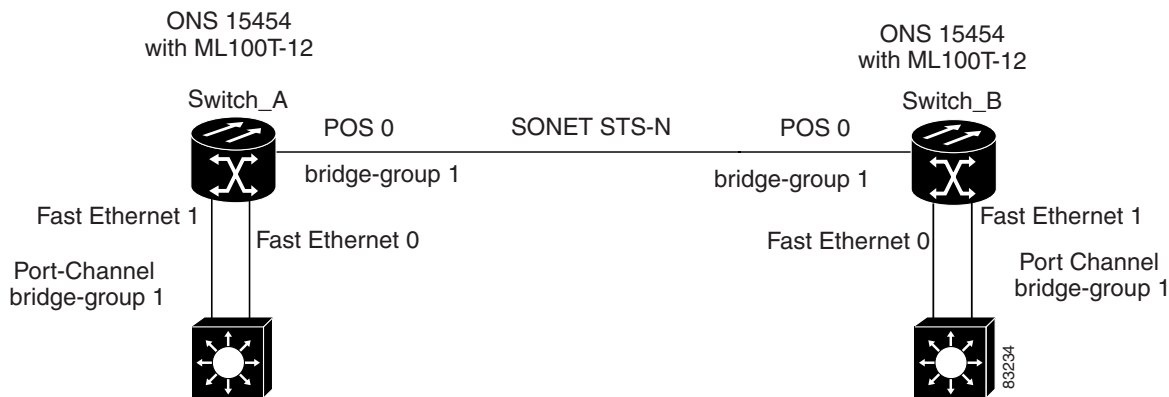 ONS 15454
with ML100T-12
ONS 15454
with ML100T-12
Switch_A
Switch_B
POS 0
SONET STS-N
POS 0
bridge-group 1
bridge-group 1
Fast Ethernet 1
Fast Ethernet 0
Fast Ethernet 0
Fast Ethernet 1
Port-Channel
bridge-group 1
Port Channel
bridge-group 1
83234